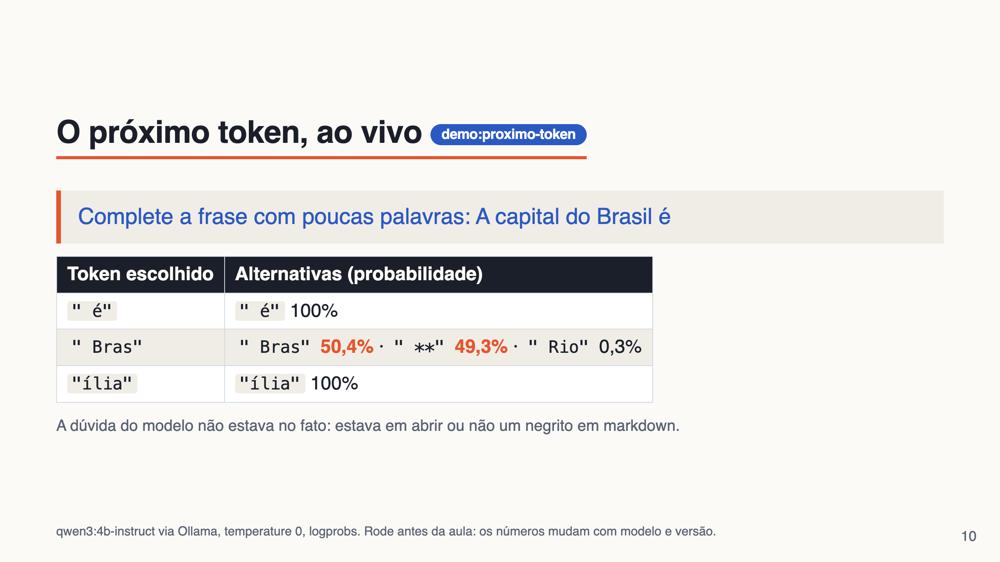 O próximo token, ao vivo demo:proximo-token
Complete a frase com poucas palavras: A capital do Brasil é
Token escolhido Alternativas (probabilidade)
" é" " é" 100%
" Bras" " Bras" 50,4% · " **" 49,3% · " Rio" 0,3%
"ília" "ília" 100%
A dúvida do modelo não estava no fato: estava em abrir ou não um negrito em markdown.
qwen3:4b-instruct via Ollama, temperature 0, logprobs. Rode antes da aula: os números mudam com modelo e versão.
10